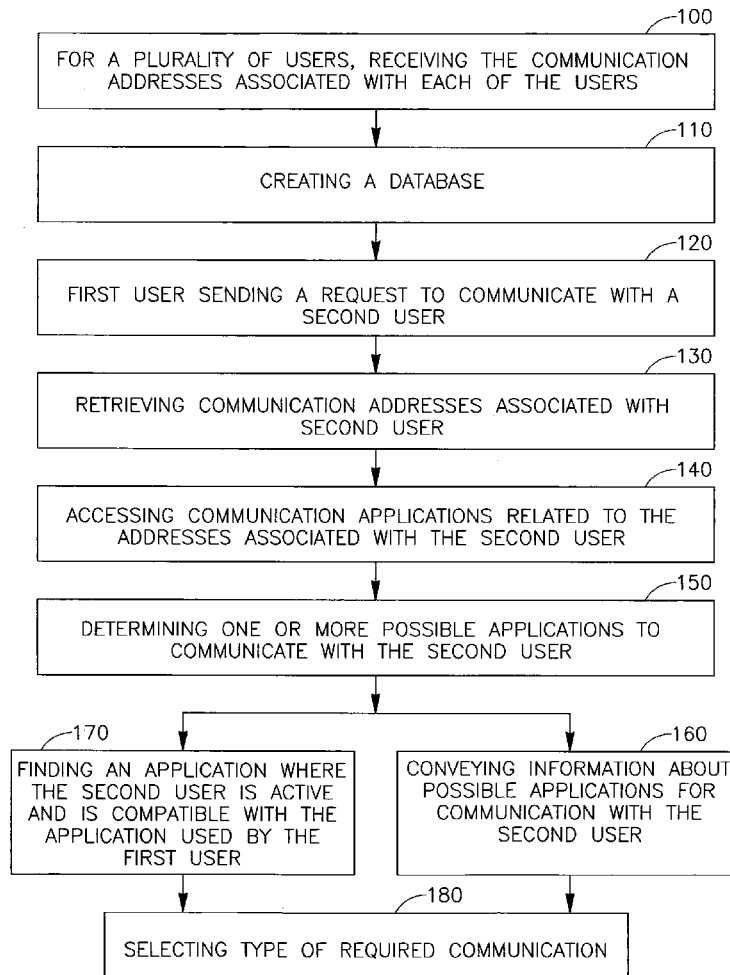 100
FOR A PLURALITY OF USERS, RECEIVING THE COMMUNICATION
ADDRESSES ASSOCIATED WITH EACH OF THE USERS
110
CREATING A DATABASE
120
FIRST USER SENDING A REQUEST TO COMMUNICATE WITH A
SECOND USER
130
RETRIEVING COMMUNICATION ADDRESSES ASSOCIATED WITH
SECOND USER
140
ACCESSING COMMUNICATION APPLICATIONS RELATED TO THE
ADDRESSES ASSOCIATED WITH THE SECOND USER
150
DETERMINING ONE OR MORE POSSIBLE APPLICATIONS TO
COMMUNICATE WITH THE SECOND USER
170
FINDING AN APPLICATION WHERE
THE SECOND USER IS ACTIVE
AND IS COMPATIBLE WITH THE
APPLICATION USED BY THE
FIRST USER
160
CONVEYING INFORMATION ABOUT
POSSIBLE APPLICATIONS FOR
COMMUNICATION WITH THE
SECOND USER
180
SELECTING TYPE OF REQUIRED COMMUNICATION